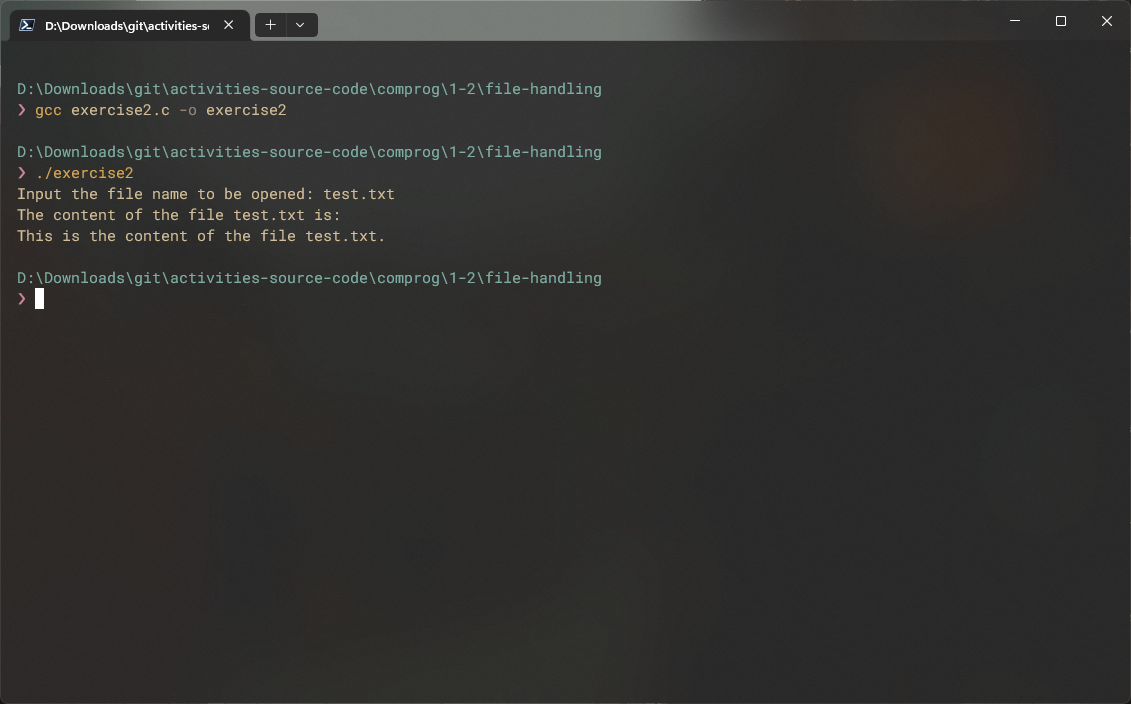 D:\Downloads\git\activities-s
D:\Downloads\git\activities-source-code\comprog\1-2\file-handling
❯ gcc exercise2.c -o exercise2
D:\Downloads\git\activities-source-code\comprog\1-2\file-handling
❯ ./exercise2
Input the file name to be opened: test.txt
The content of the file test.txt is:
This is the content of the file test.txt.
D:\Downloads\git\activities-source-code\comprog\1-2\file-handling
❯